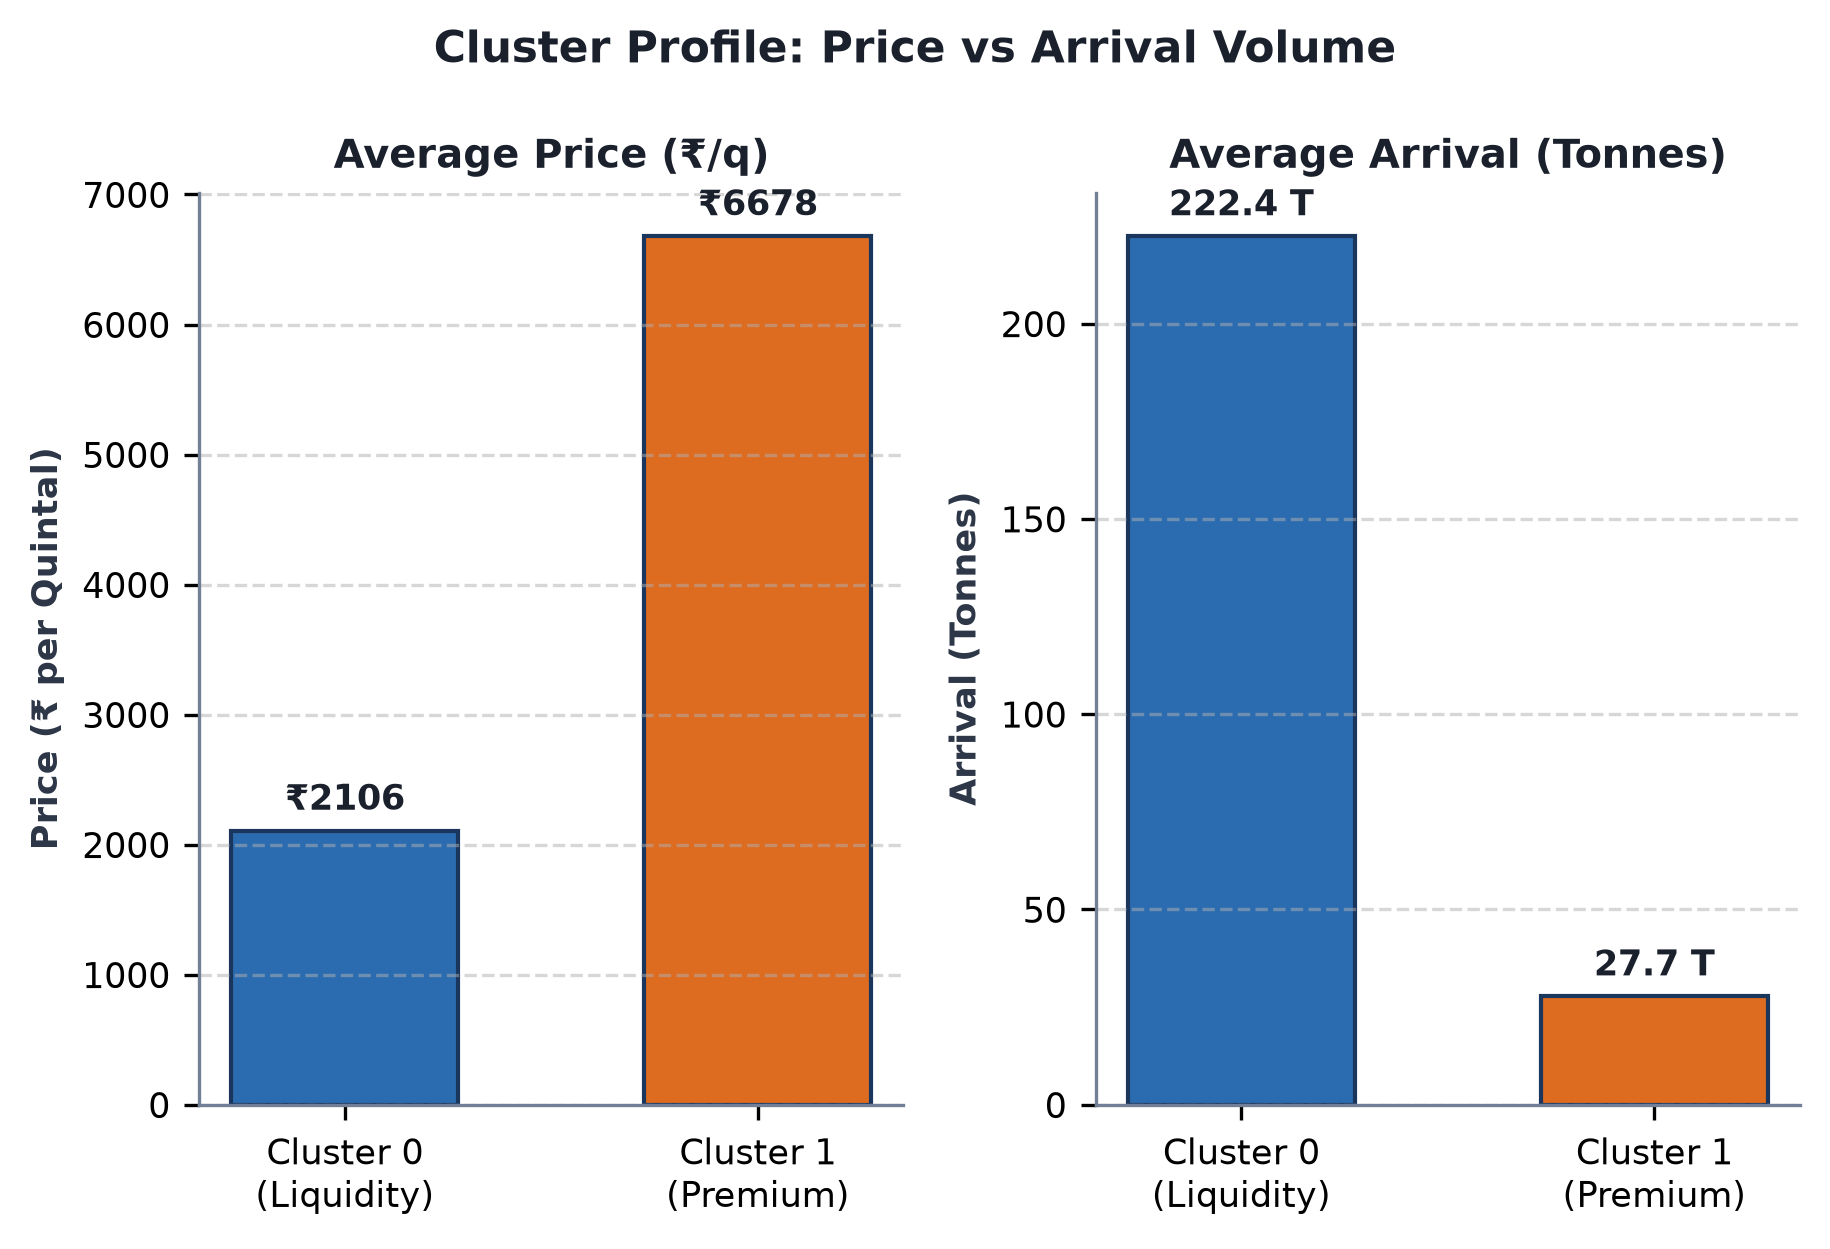 Cluster Profile: Price vs Arrival Volume
Average Price (₹/q)
Price (₹ per Quintal)
7000
6000
5000
4000
3000
2000
1000
0
₹2106
₹6678
Cluster 0
(Liquidity)
Cluster 1
(Premium)
Average Arrival (Tonnes)
Arrival (Tonnes)
200
150
100
50
0
222.4 T
27.7 T
Cluster 0
(Liquidity)
Cluster 1
(Premium)